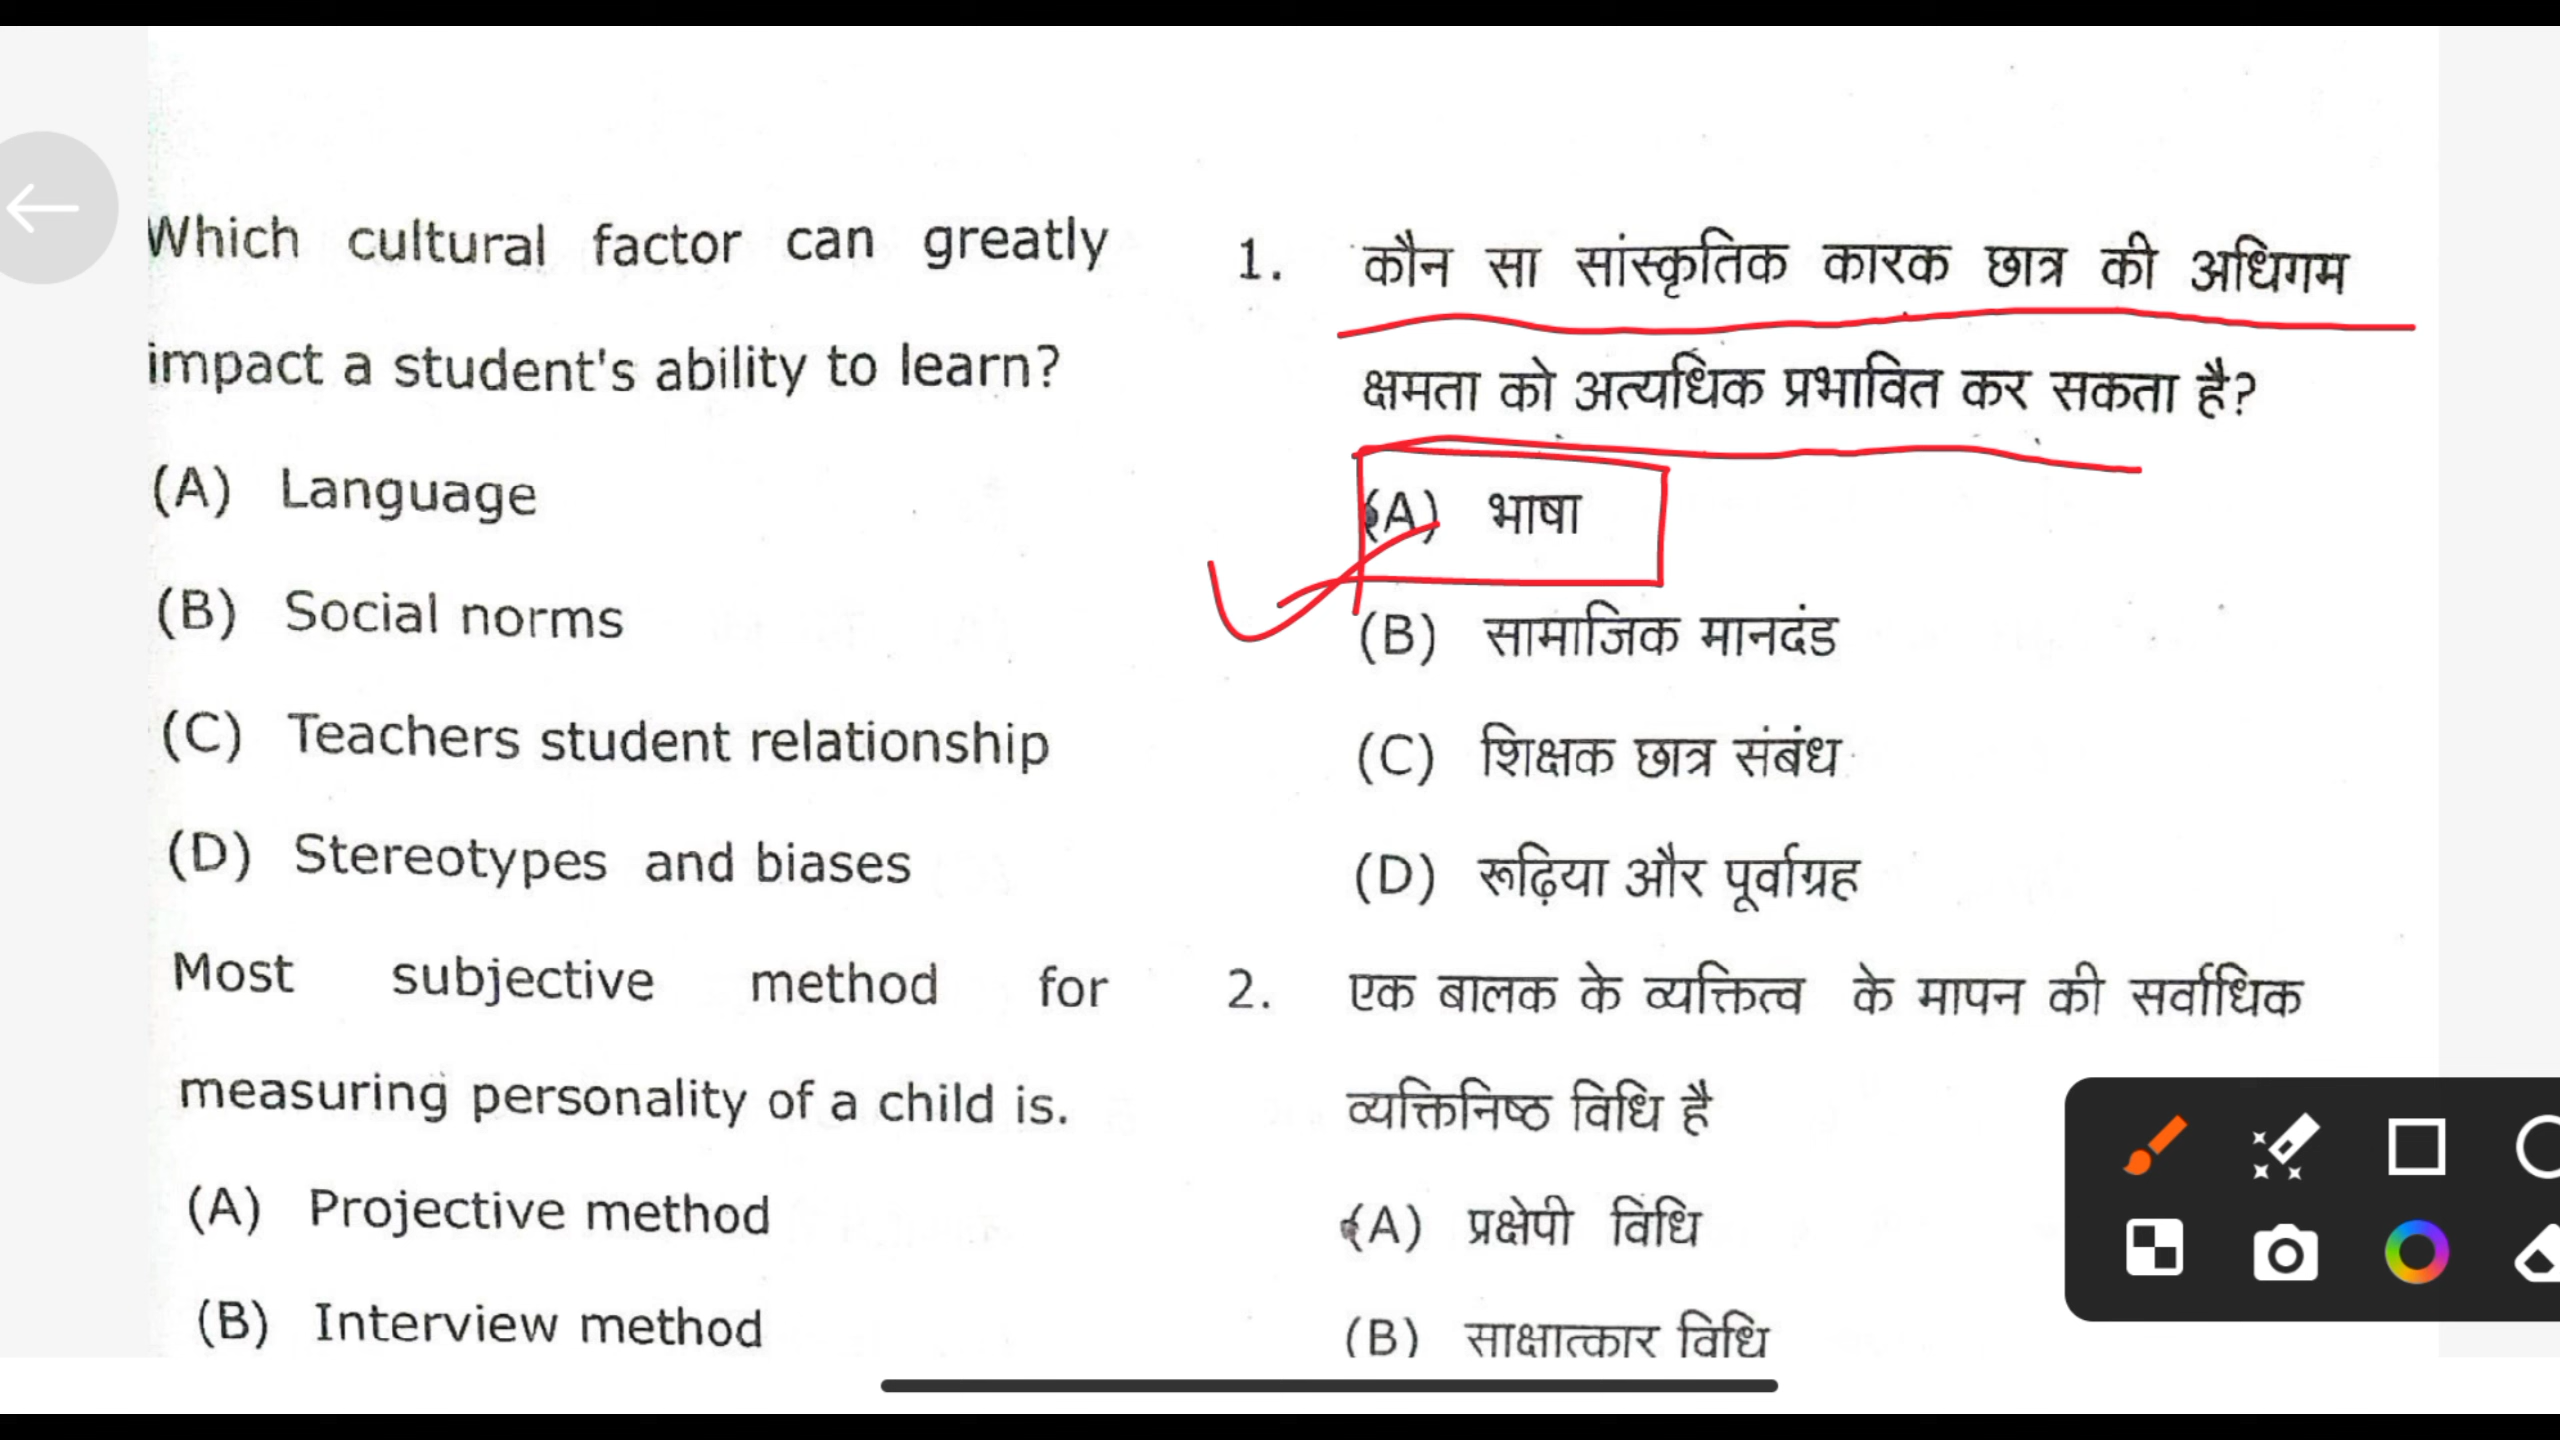 Which cultural factor can greatly
impact a student's ability to learn?
(A) Language
(B) Social norms
(C) Teachers student relationship
(D) Stereotypes and biases
Most subjective method for
measuring personality of a child is.
(A) Projective method
(B) Interview method
1. कौन सा सांस्कृतिक कारक छात्र की अधिगम
क्षमता को अत्यधिक प्रभावित कर सकता है?
(A) भाषा
(B) सामाजिक मानदंड
(C) शिक्षक छात्र संबंध
(D) रूढ़िया और पूर्वाग्रह
2. एक बालक के व्यक्तित्व के मापन की सर्वाधिक
व्यक्तिनिष्ठ विधि है
(A) प्रक्षेपी विधि
(B) साक्षात्कार विधि